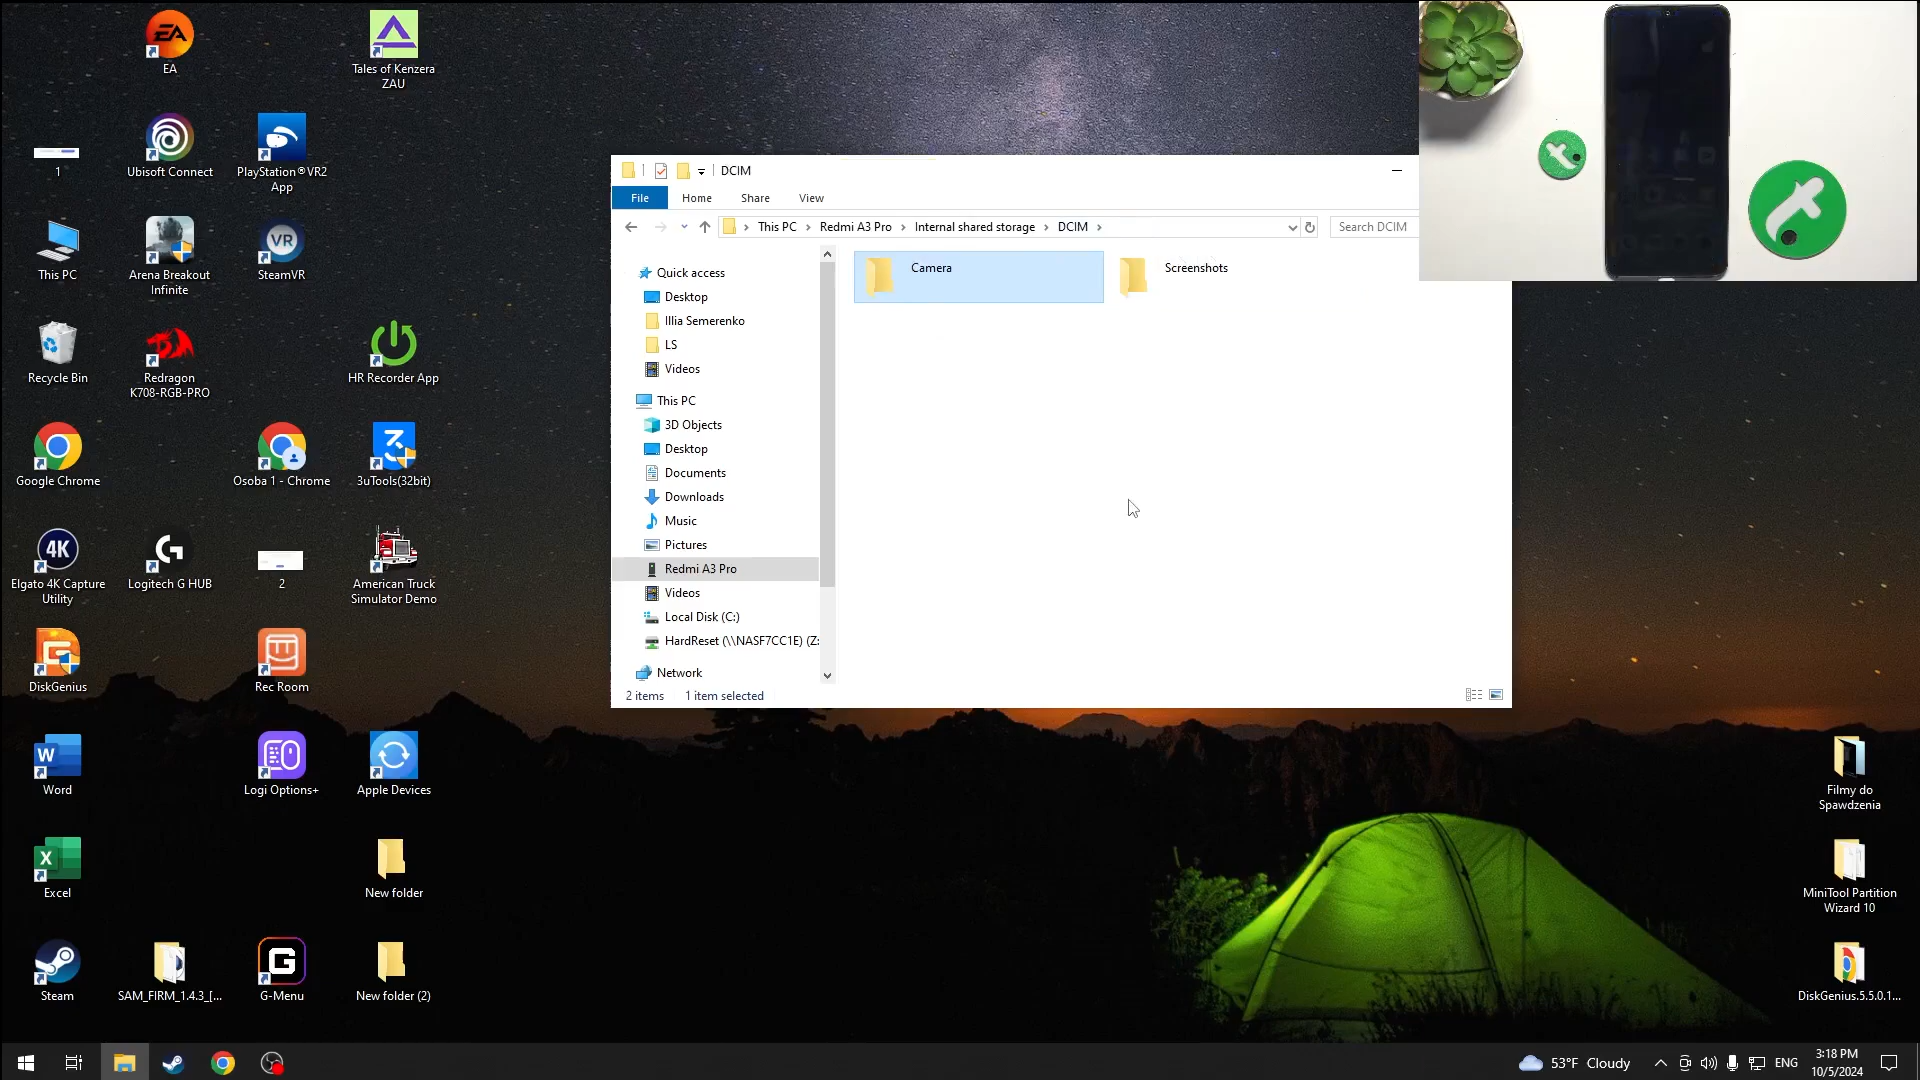 EA
Tales of Kenzera
ZAU
1
Ubisoft Connect
PlayStation®VR2
App
This PC
Arena Breakout
Infinite
SteamVR
Recycle Bin
Redragon
K708-RGB-PRO
HR Recorder App
Google Chrome
Osoba 1 - Chrome
3uTools(32bit)
4K
Elgato 4K Capture
Utility
Logitech G HUB
2
American Truck
Simulator Demo
DiskGenius
Rec Room
Word
Logi Options+
Apple Devices
Excel
New folder
Steam
SAM_FIRM_1.4.3_[...
G-Menu
New folder (2)
DCIM
File Home Share View
This PC > Redmi A3 Pro > Internal shared storage > DCIM >
Search DCIM
Quick access
Desktop
Illia Semerenko
LS
Videos
This PC
3D Objects
Desktop
Documents
Downloads
Music
Pictures
Redmi A3 Pro
Videos
Local Disk (C:)
HardReset (\\NASF7CC1E) (Z:
Network
Camera
Screenshots
2 items 1 item selected
Filmy do
Spawdzenia
MiniTool Partition
Wizard 10
DiskGenius.5.5.0.1...
53°F Cloudy
ENG
3:18 PM
10/5/2024